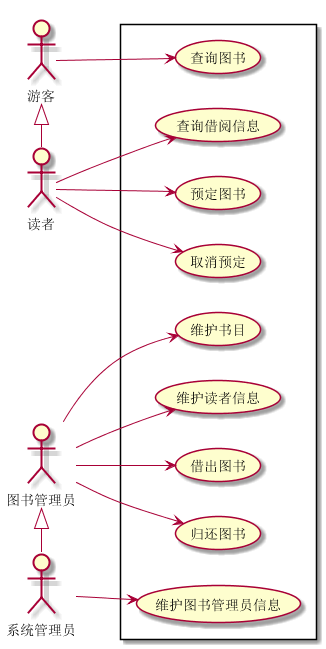 游客
查询图书
查询借阅信息
读者
预定图书
取消预定
维护书目
维护读者信息
借出图书
图书管理员
归还图书
维护图书管理员信息
系统管理员